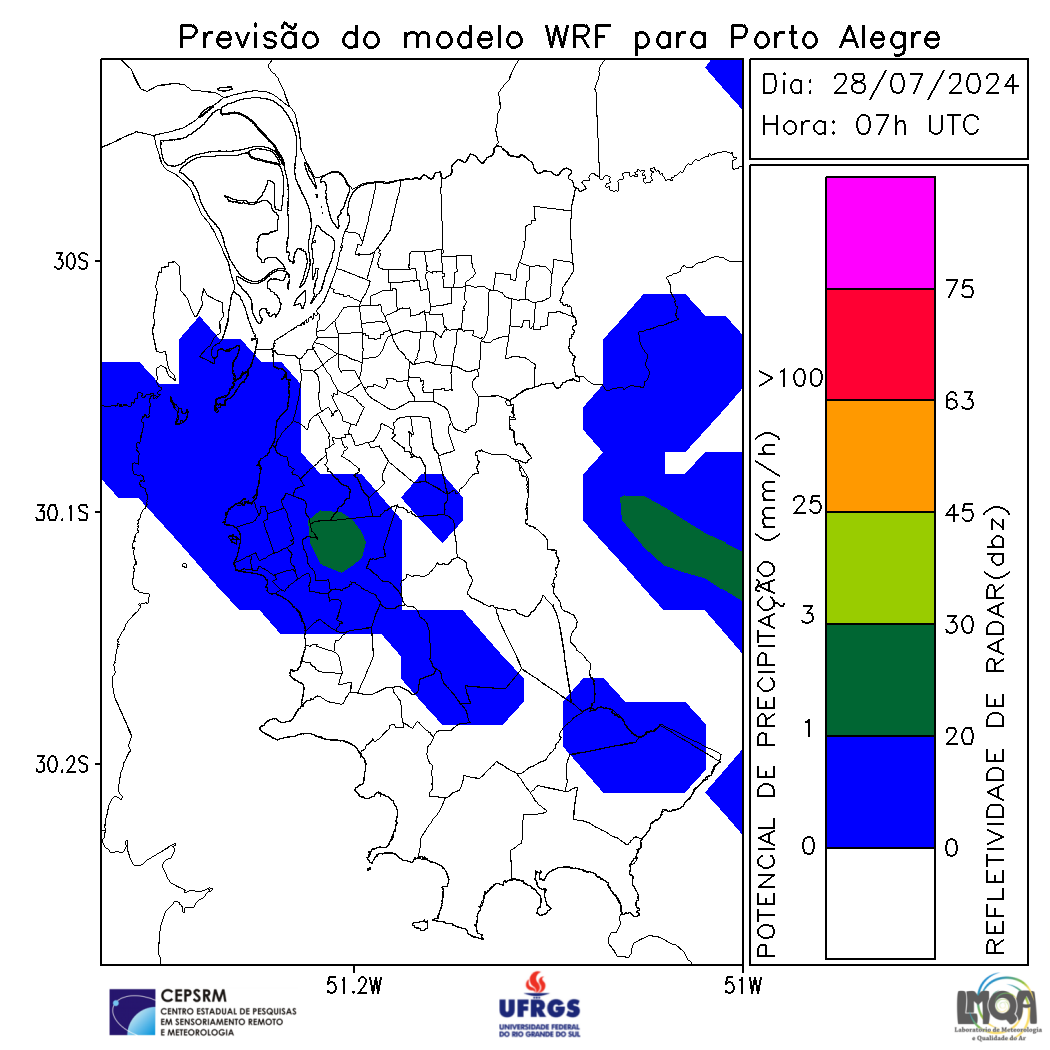 Previsão do modelo WRF para Porto Alegre
Dia: 28/07/2024
Hora: 07h UTC
30S
30.1S
30.2S
51.2W
51W
POTENCIAL DE PRECIPITAÇÃO (mm/h)
>100
25
3
1
0
75
63
45
30
20
0
REFLETIVIDADE DE RADAR(dbz)
CEPSRM
CENTRO ESTADUAL DE PESQUISAS
EM SENSORIAMENTO REMOTO
E METEOROLOGIA
UFRGS
UNIVERSIDADE FEDERAL
DO RIO GRANDE DO SUL
LMQA
Laboratório de Meteorologia
e Qualidade do Ar